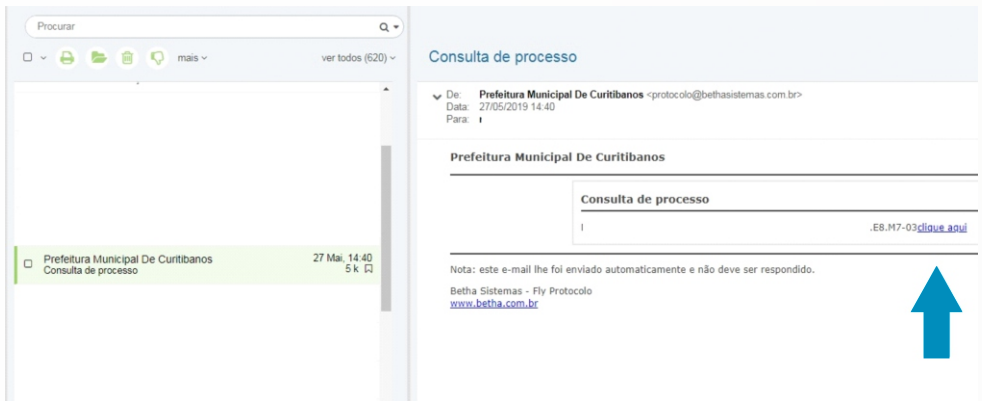 Procurar
mais
ver todos (620)
Prefeitura Municipal De Curitibanos
27 Mai, 14:40
Consulta de processo
5 k
Consulta de processo
De: Prefeitura Municipal De Curitibanos <protocolo@bethasistemas.com.br>
Data: 27/05/2019 14:40
Para:
Prefeitura Municipal De Curitibanos
Consulta de processo
.E8.M7-03clique aqui
Nota: este e-mail lhe foi enviado automaticamente e não deve ser respondido.
Betha Sistemas - Fly Protocolo
www.betha.com.br